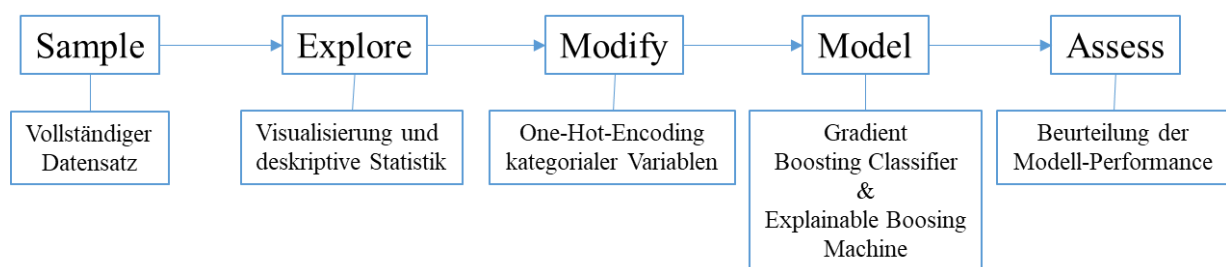 Sample
Explore
Modify
Model
Assess
Vollständiger
Datensatz
Visualisierung und
deskriptive Statistik
One-Hot-Encoding
kategorialer Variablen
Gradient
Boosting Classifier
&
Explainable Boosing
Machine
Beurteilung der
Modell-Performance